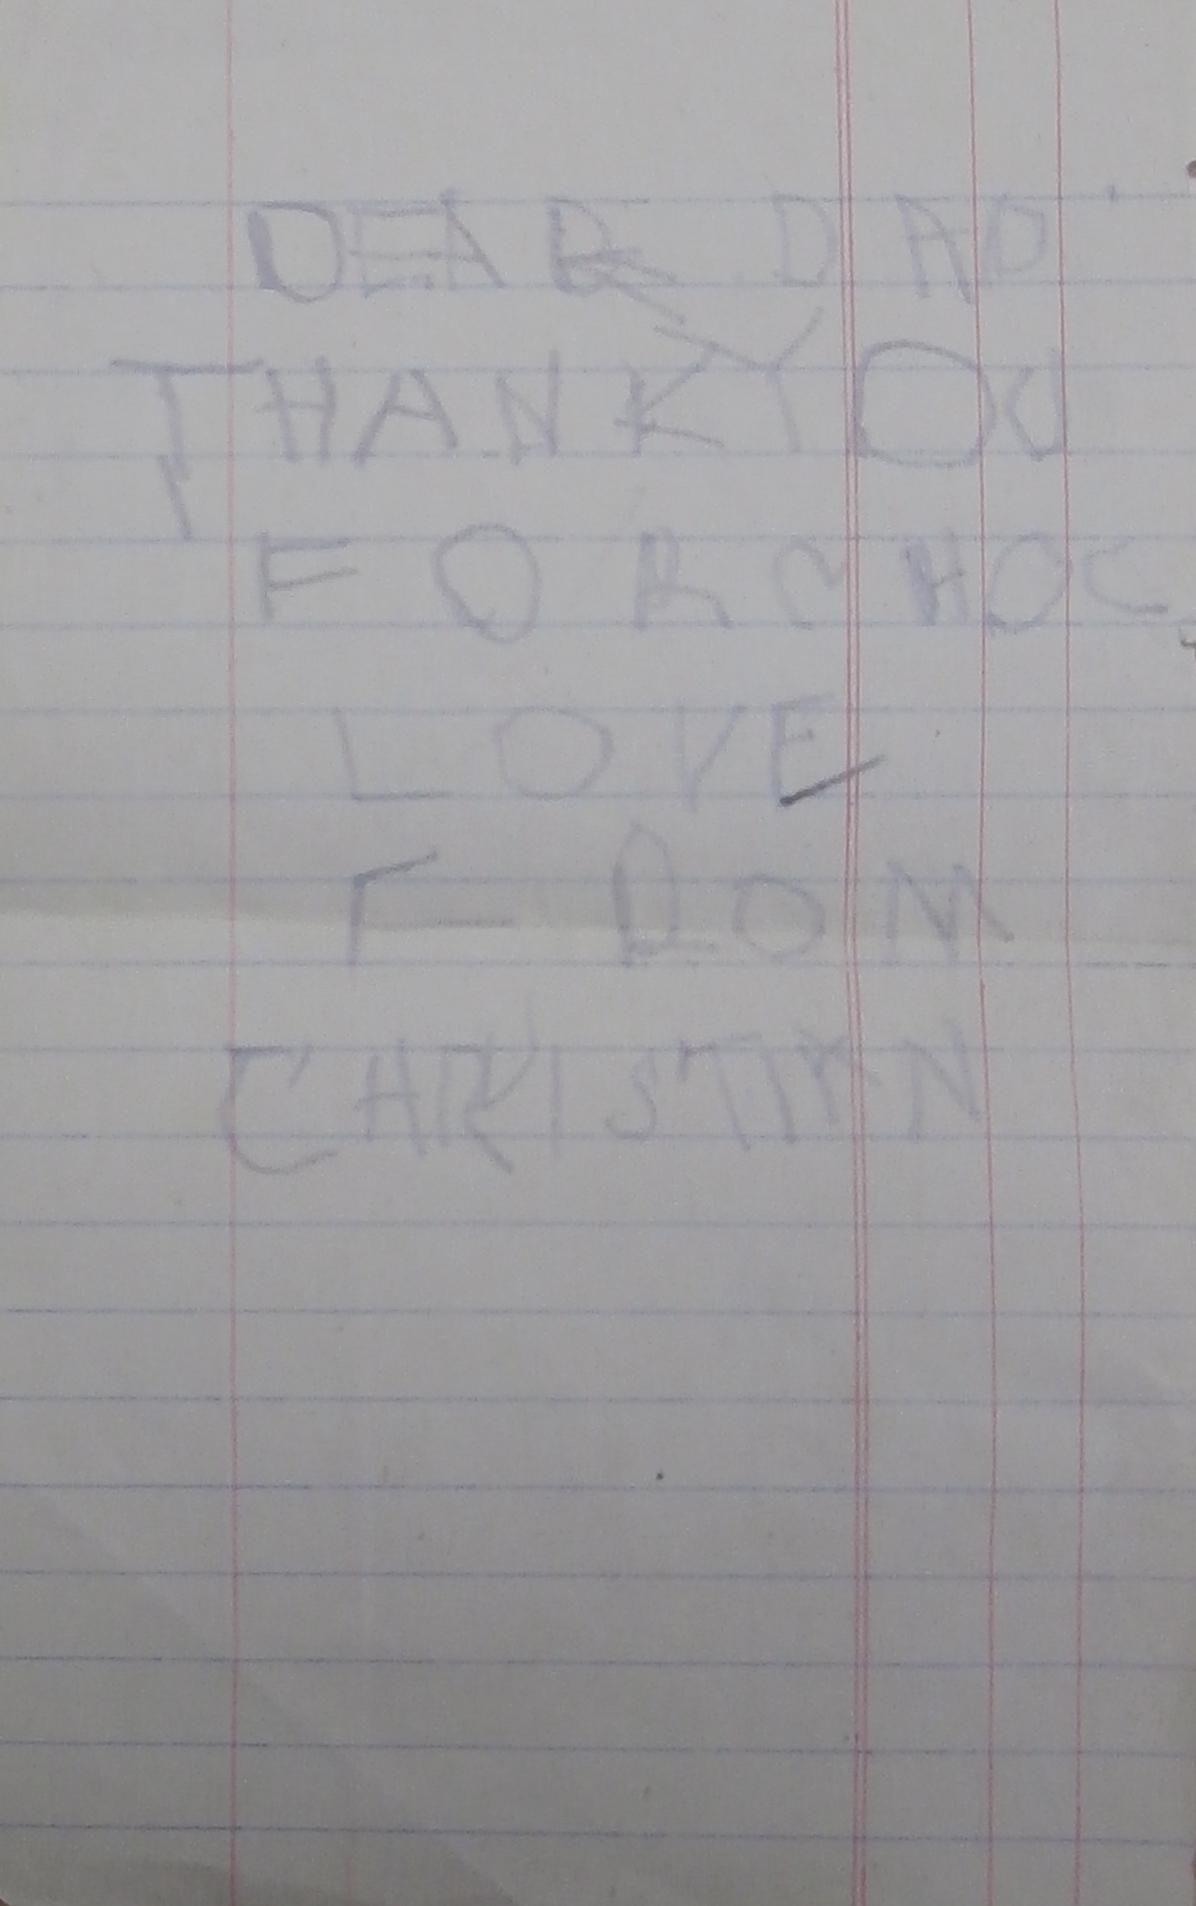 DEAR DAD
THANK YOU
FOR CHOC
LOVE
FROM
CHRISTIAN